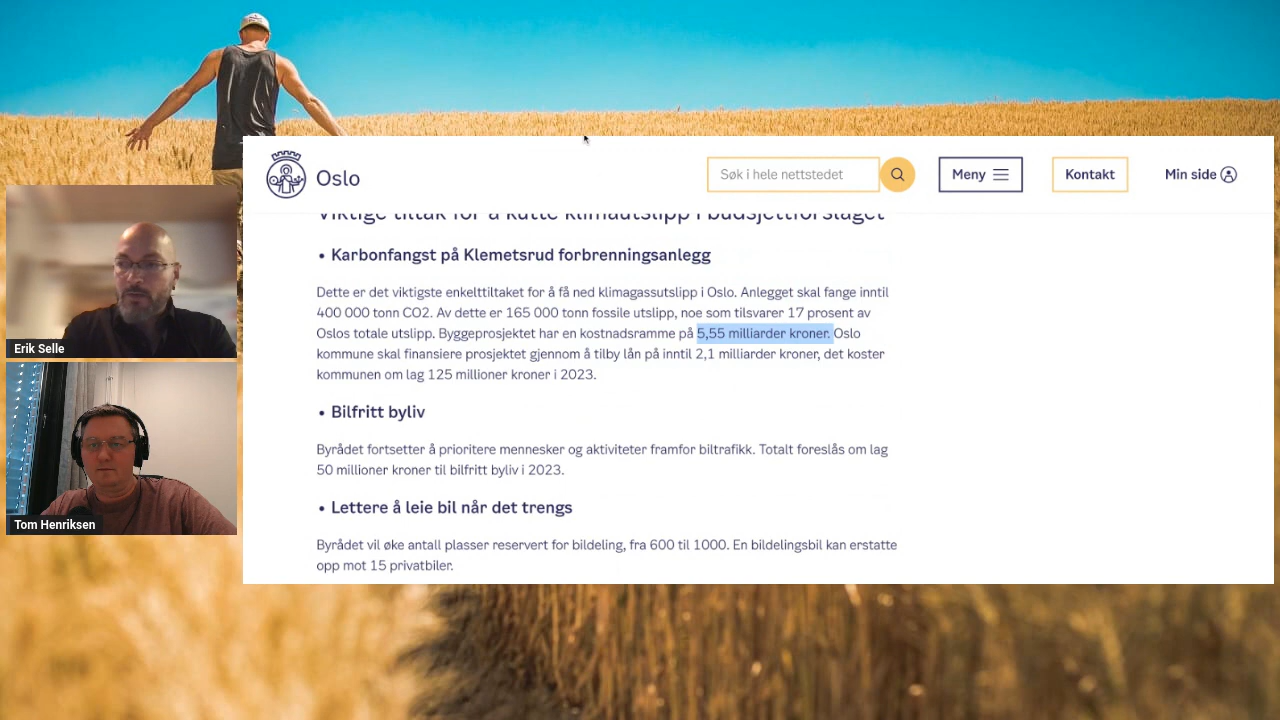 Oslo
Søk i hele nettstedet
Meny
Kontakt
Min side
Viktige tiltak for å kutte klimautslipp i budsjettforslaget
• Karbonfangst på Klemetsrud forbrenningsanlegg
Dette er det viktigste enkelttiltaket for å få ned klimagassutslipp i Oslo. Anlegget skal fange inntil
400 000 tonn CO2. Av dette er 165 000 tonn fossile utslipp, noe som tilsvarer 17 prosent av
Oslos totale utslipp. Byggeprosjektet har en kostnadsramme på 5,55 milliarder kroner. Oslo
kommune skal finansiere prosjektet gjennom å tilby lån på inntil 2,1 milliarder kroner, det koster
kommunen om lag 125 millioner kroner i 2023.
• Bilfritt byliv
Byrådet fortsetter å prioritere mennesker og aktiviteter framfor biltrafikk. Totalt foreslås om lag
50 millioner kroner til bilfritt byliv i 2023.
• Lettere å leie bil når det trengs
Byrådet vil øke antall plasser reservert for bildeling, fra 600 til 1000. En bildelingsbil kan erstatte
opp mot 15 privatbiler.
Erik Selle
Tom Henriksen